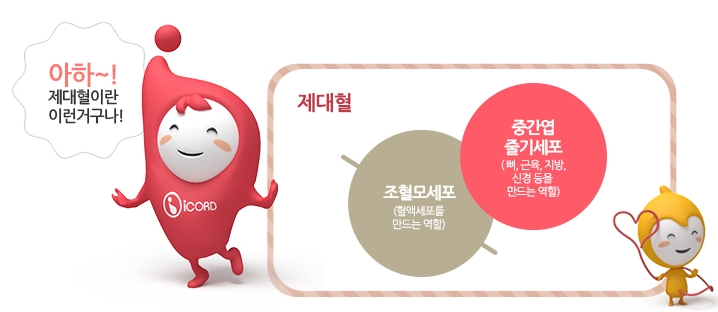 아하~!
제대혈이란
이런거구나!
iCORD
제대혈
조혈모세포
(혈액세포를
만드는 역할)
중간엽
줄기세포
( 뼈, 근육, 지방,
신경 등을
만드는 역할)